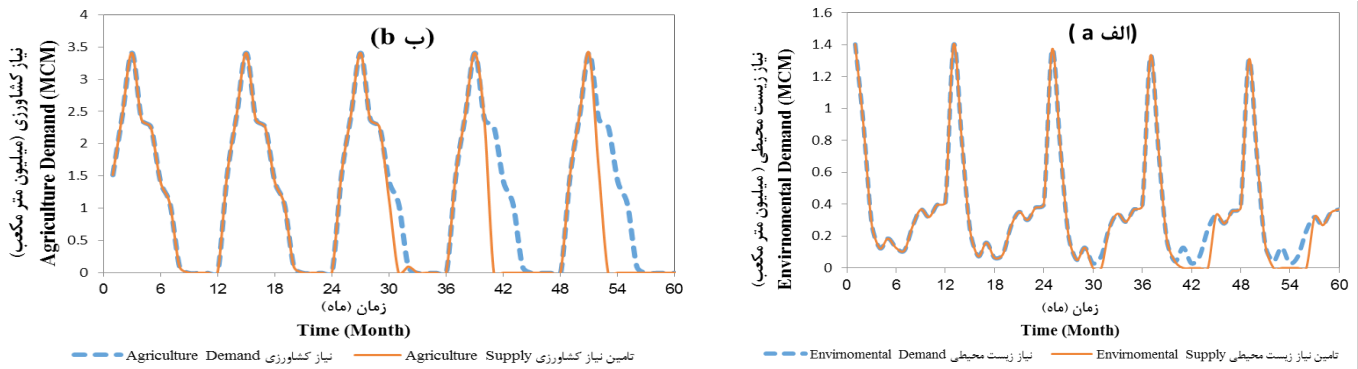 (ب b)
نیاز کشاورزی (میلیون متر مکعب)
Agriculture Demand (MCM)
4
3.5
3
2.5
2
1.5
1
0.5
0
0 6 12 18 24 30 36 42 48 54 60
زمان (ماه)
Time (Month)
نیاز کشاورزی Agriculture Demand
تامین نیاز کشاورزی Agriculture Supply
(الف a )
نیاز زیست محیطی ( میلیون متر مکعب)
Envirnomental Demand (MCM)
1.6
1.4
1.2
1
0.8
0.6
0.4
0.2
0
0 6 12 18 24 30 36 42 48 54 60
زمان (ماه)
Time (Month)
نیاز زیست محیطی Envirnomental Demand
تامین نیاز زیست محیطی Envirnomental Supply